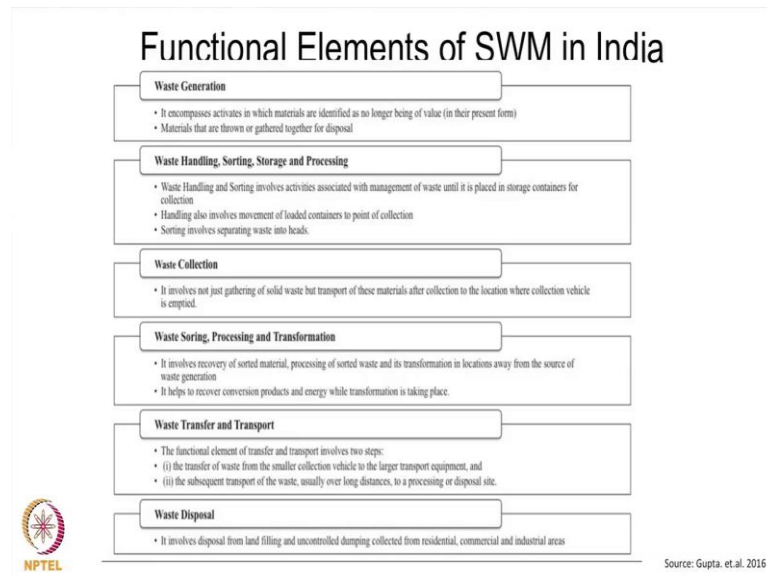 Functional Elements of SWM in India
Waste Generation
• It encompasses activates in which materials are identified as no longer being of value (in their present form)
• Materials that are thrown or gathered together for disposal
Waste Handling, Sorting, Storage and Processing
• Waste Handling and Sorting involves activities associated with management of waste until it is placed in storage containers for
collection
• Handling also involves movement of loaded containers to point of collection
• Sorting involves separating waste into heads.
Waste Collection
• It involves not just gathering of solid waste but transport of these materials after collection to the location where collection vehicle
is emptied.
Waste Soring, Processing and Transformation
• It involves recovery of sorted material, processing of sorted waste and its transformation in locations away from the source of
waste generation
• It helps to recover conversion products and energy while transformation is taking place.
Waste Transfer and Transport
• The functional element of transfer and transport involves two steps:
• (i) the transfer of waste from the smaller collection vehicle to the larger transport equipment, and
• (ii) the subsequent transport of the waste, usually over long distances, to a processing or disposal site.
Waste Disposal
• It involves disposal from land filling and uncontrolled dumping collected from residential, commercial and industrial areas
NPTEL
Source: Gupta. et.al. 2016